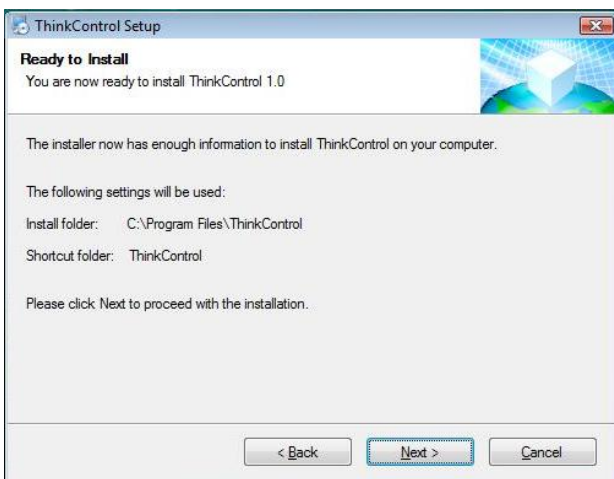 ThinkControl Setup
Ready to Install
You are now ready to install ThinkControl 1.0
The installer now has enough information to install ThinkControl on your computer.
The following settings will be used:
Install folder: C:\Program Files\ThinkControl
Shortcut folder: ThinkControl
Please click Next to proceed with the installation.
< Back Next > Cancel